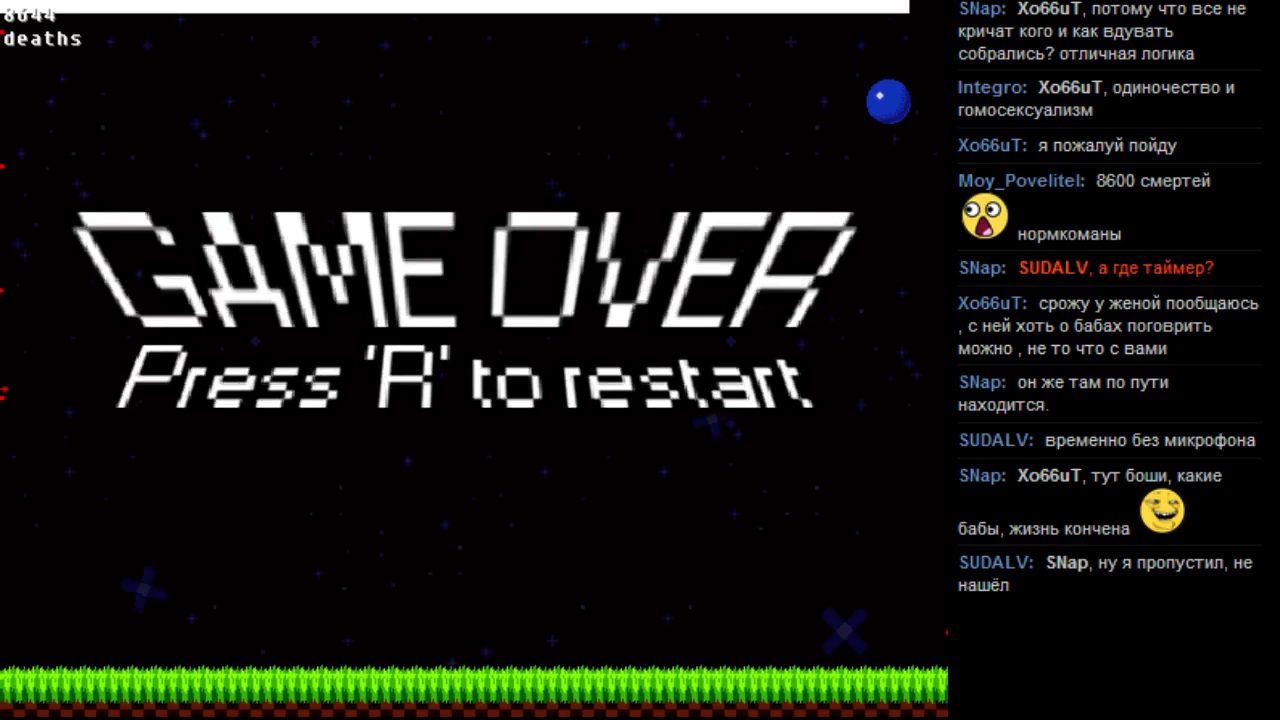 8644
deaths
GAME OVER
Press 'R' to restart
SNap: Xo66uT, потому что все не
кричат кого и как вдувать
собрались? отличная логика
Integro: Xo66uT, одиночество и
гомосексуализм
Xo66uT: я пожалуй пойду
Moy_Povelitel: 8600 смертей
нормкоманы
SNap: SUDALV, а где таймер?
Xo66uT: срожу у женой пообщаюсь
, с ней хоть о бабах поговрить
можно , не то что с вами
SNap: он же там по пути
находится.
SUDALV: временно без микрофона
SNap: Xo66uT, тут боши, какие
бабы, жизнь кончена
SUDALV: SNap, ну я пропустил, не
нашёл